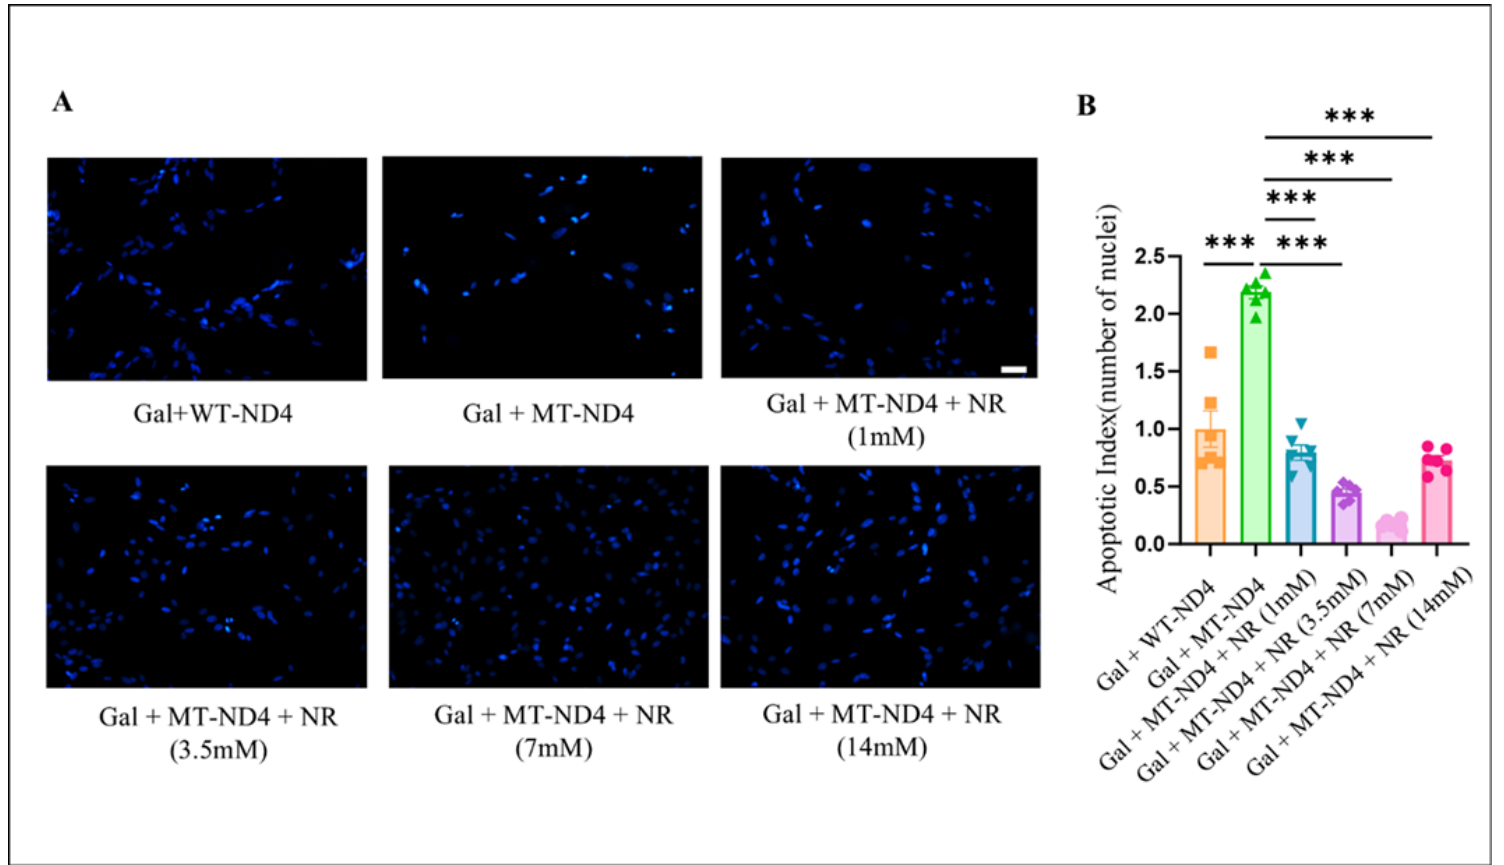 A
Gal+WT-ND4
Gal + MT-ND4
Gal + MT-ND4 + NR
(1mM)
Gal + MT-ND4 + NR
(3.5mM)
Gal + MT-ND4 + NR
(7mM)
Gal + MT-ND4 + NR
(14mM)
B
***
***
***
*** ***
Apoptotic Index(number of nuclei)
2.5
2.0
1.5
1.0
0.5
0.0
Gal + WT-ND4
Gal + MT-ND4
Gal + MT-ND4 + NR (1mM)
Gal + MT-ND4 + NR (3.5mM)
Gal + MT-ND4 + NR (7mM)
Gal + MT-ND4 + NR (14mM)